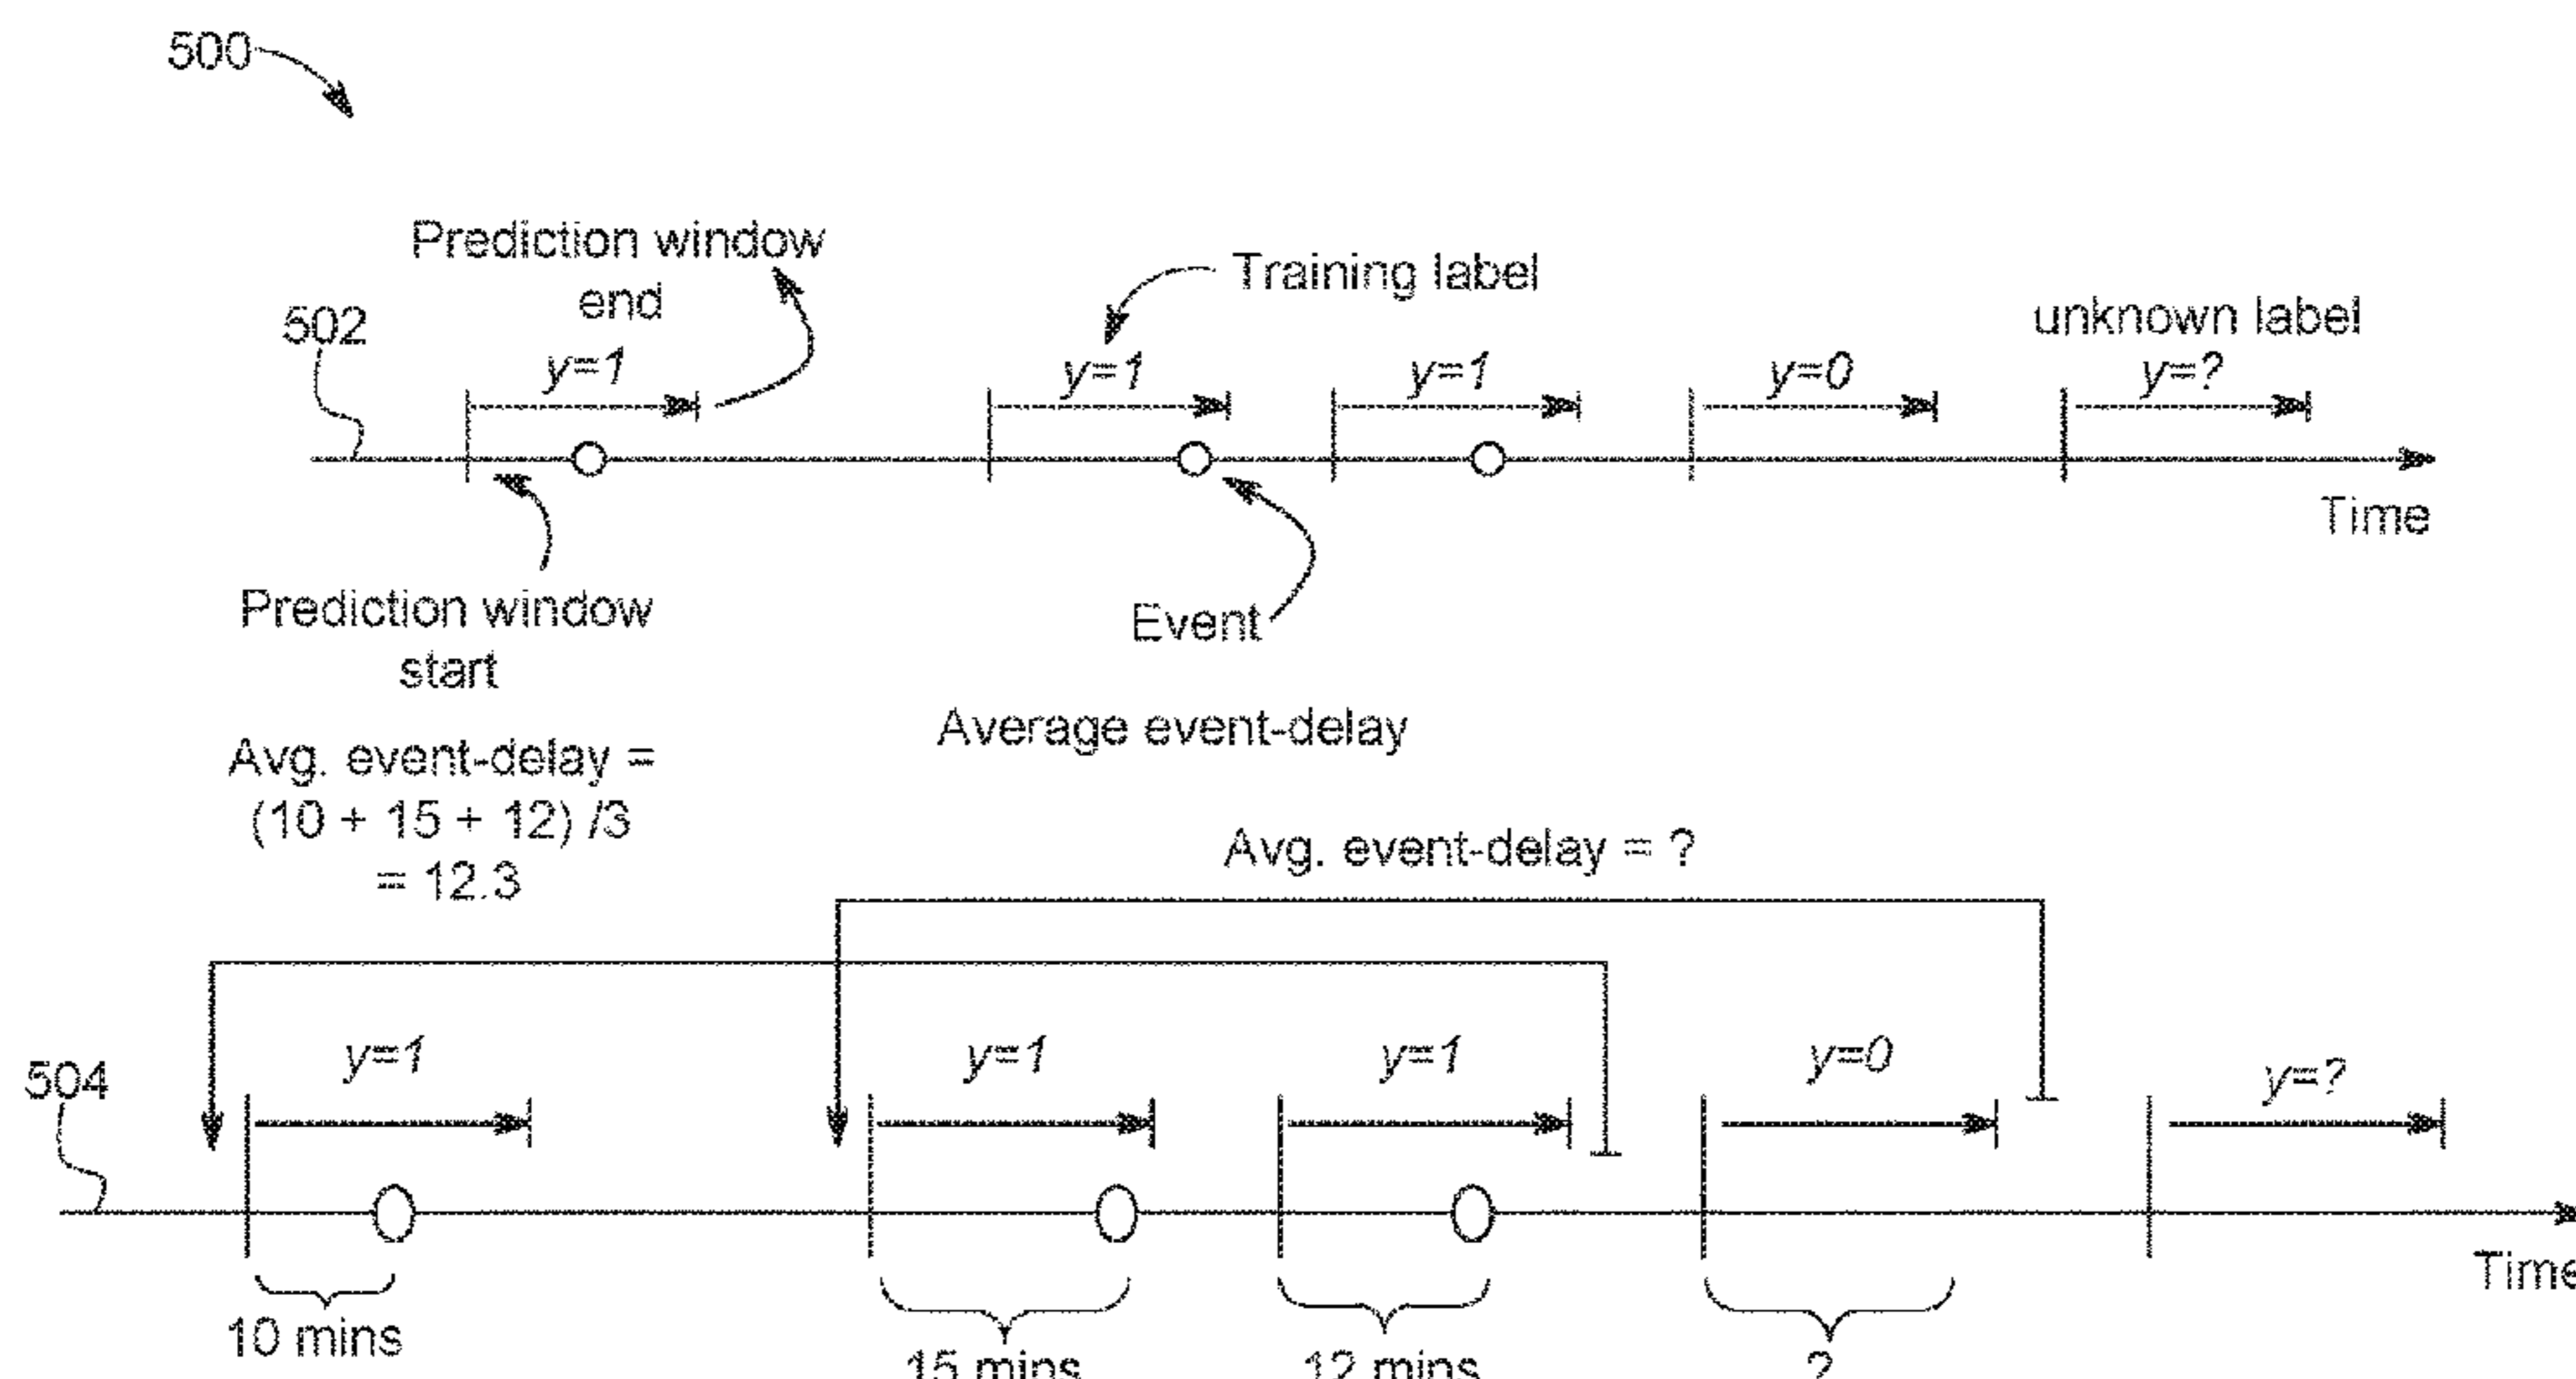 500
Prediction window
end
Training label
unknown label
502
y=1
y=1
y=1
y=0
y=?
Time
Prediction window
start
Event
Average event-delay
Avg. event-delay =
(10 + 15 + 12) /3
= 12.3
Avg. event-delay = ?
504
y=1
y=1
y=1
y=0
y=?
Time
10 mins
15 mins
12 mins
?